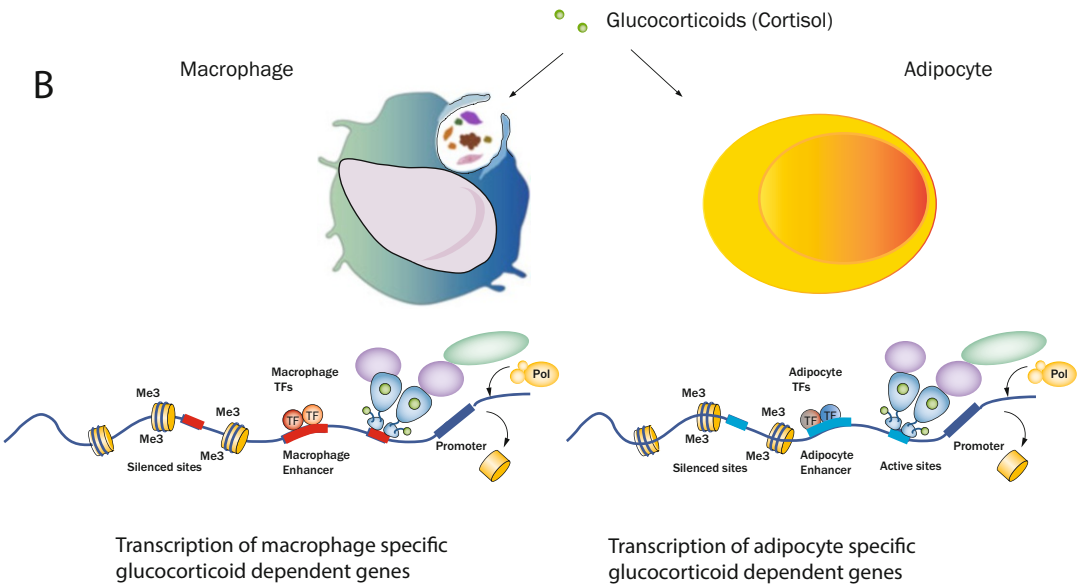 Glucocorticoids (Cortisol)
B
Macrophage
Adipocyte
Macrophage
TFs
Pol
Me3
TF
TF
Me3
Me3
Me3
Silenced sites
Macrophage
Enhancer
Promoter
Adipocyte
TFs
Pol
Me3
Me3
TF
TF
Me3
Me3
Silenced sites
Adipocyte
Enhancer
Active sites
Promoter
Transcription of macrophage specific
glucocorticoid dependent genes
Transcription of adipocyte specific
glucocorticoid dependent genes